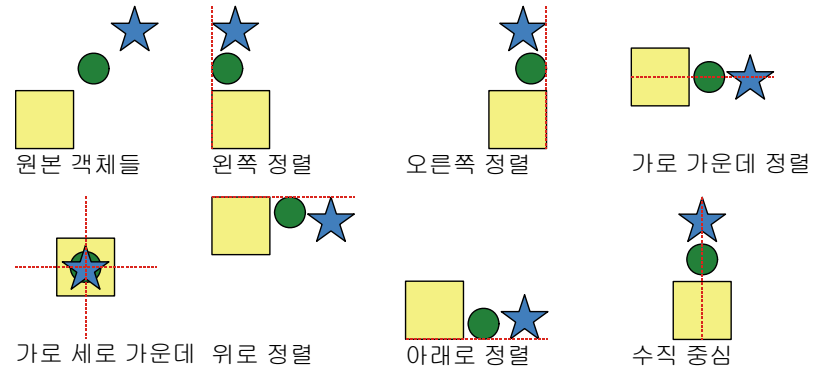 원본 객체들
왼쪽 정렬
오른쪽 정렬
가로 가운데 정렬
가로 세로 가운데
위로 정렬
아래로 정렬
수직 중심